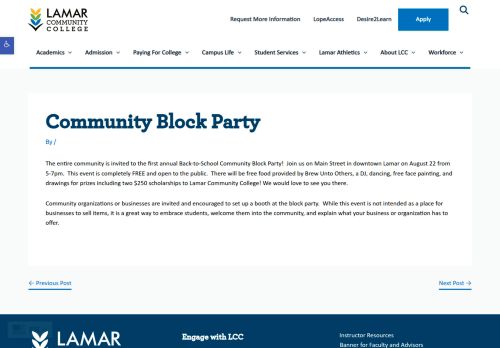 LAMAR
COMMUNITY
COLLEGE
Request More Information LopeAccess Desire2Learn Apply
Academics Admission Paying For College Campus Life Student Services Lamar Athletics About LCC Workforce
Community Block Party
By /
The entire community is invited to the first annual Back-to-School Community Block Party!  Join us on Main Street in downtown Lamar on August 22 from
5-7pm.  This event is completely FREE and open to the public.  There will be free food provided by Brew Unto Others, a DJ, dancing, free face painting, and
drawings for prizes including two $250 scholarships to Lamar Community College! We would love to see you there.
Community organizations or businesses are invited and encouraged to set up a booth at the block party.  While this event is not intended as a place for
businesses to sell items, it is a great way to embrace students, welcome them into the community, and explain what your business or organization has to
offer.
← Previous Post
Next Post →
LAMAR
Engage with LCC
Instructor Resources
Banner for Faculty and Advisors